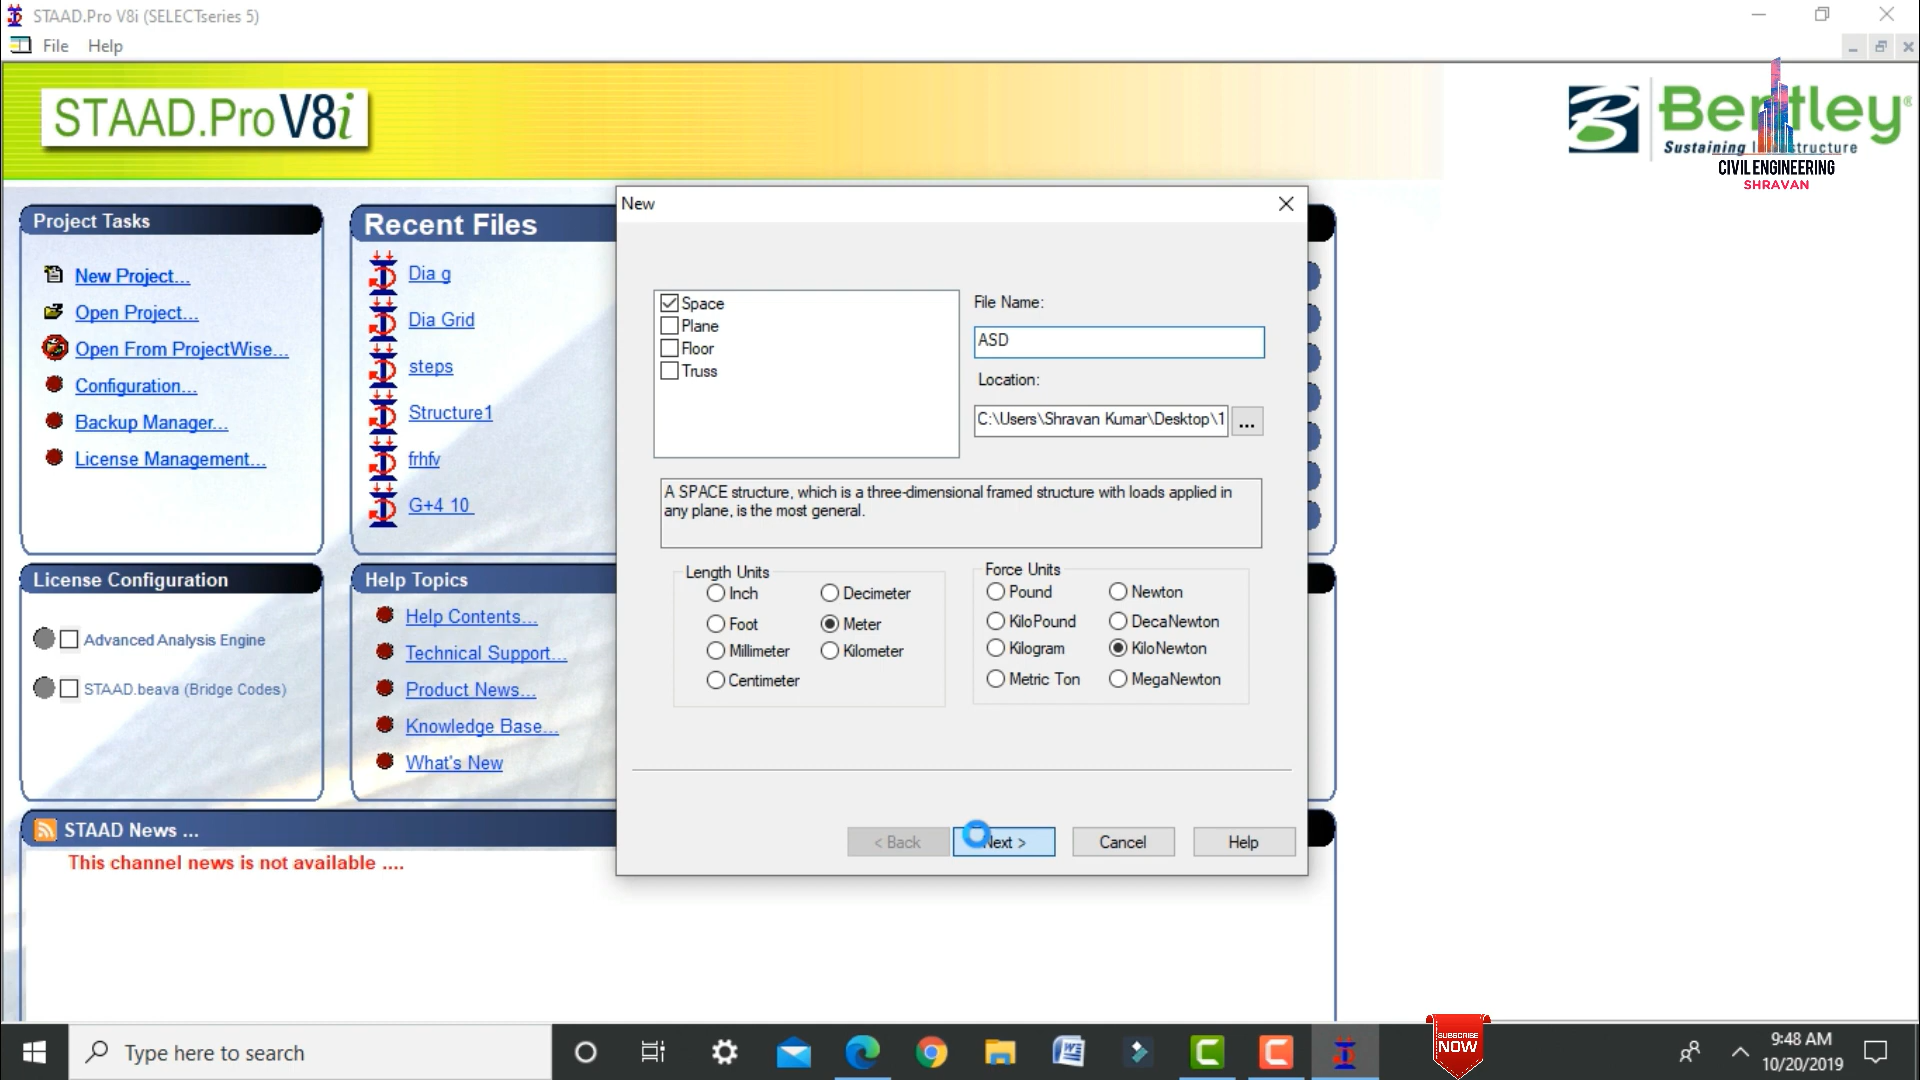 STAAD.Pro V8i (SELECTseries 5)
File Help
STAAD.Pro V8i
Bentley
Sustaining
CIVIL ENGINEERING
SHRAVAN
Project Tasks
New Project...
Open Project...
Open From ProjectWise...
Configuration...
Backup Manager...
License Management...
Recent Files
Dia g
Dia Grid
steps
Structure1
frhfv
G+4 10
New
Space
Plane
Floor
Truss
File Name:
ASD
Location:
C:\Users\Shravan Kumar\Desktop\1
...
A SPACE structure, which is a three-dimensional framed structure with loads applied in
any plane, is the most general.
Length Units
Inch Decimeter
Foot Meter
Millimeter Kilometer
Centimeter
Force Units
Pound Newton
KiloPound DecaNewton
Kilogram KiloNewton
Metric Ton MegaNewton
< Back Next > Cancel Help
License Configuration
Advanced Analysis Engine
STAAD.beava (Bridge Codes)
Help Topics
Help Contents...
Technical Support...
Product News...
Knowledge Base...
What's New
STAAD News ...
This channel news is not available ....
Type here to search
SUBSCRIBE
NOW
9:48 AM
10/20/2019